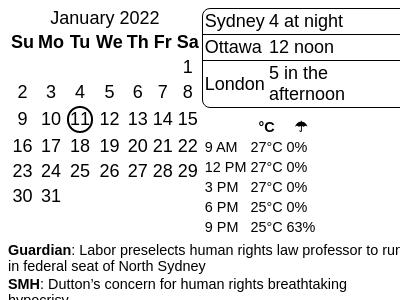 January 2022
Su Mo Tu We Th Fr Sa
1
2 3 4 5 6 7 8
9 10 11 12 13 14 15
16 17 18 19 20 21 22
23 24 25 26 27 28 29
30 31
Sydney 4 at night
Ottawa 12 noon
London 5 in the
afternoon
°C ☂
9 AM 27°C 0%
12 PM 27°C 0%
3 PM 27°C 0%
6 PM 25°C 0%
9 PM 25°C 63%
Guardian: Labor preselects human rights law professor to run
in federal seat of North Sydney
SMH: Dutton’s concern for human rights breathtaking
hypocrisy